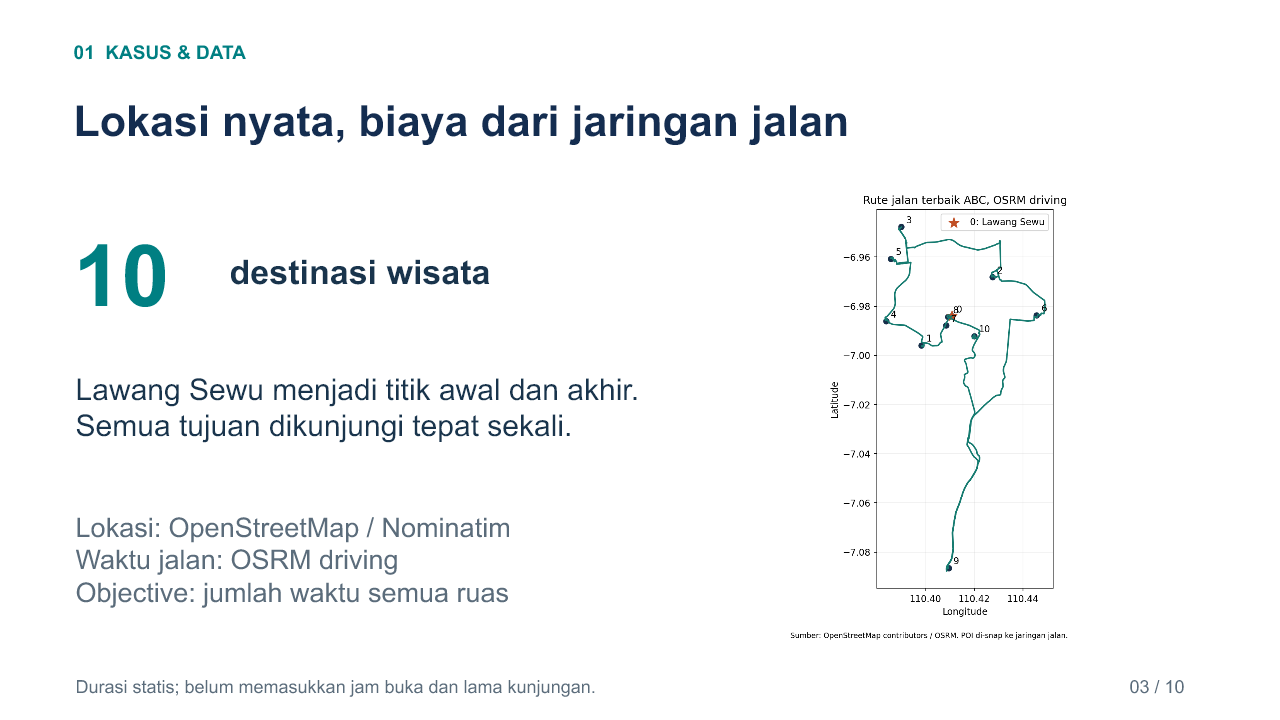 01 KASUS & DATA
Lokasi nyata, biaya dari jaringan jalan
10
destinasi wisata
Lawang Sewu menjadi titik awal dan akhir.
Semua tujuan dikunjungi tepat sekali.
Lokasi: OpenStreetMap / Nominatim
Waktu jalan: OSRM driving
Objective: jumlah waktu semua ruas
Rute jalan terbaik ABC, OSRM driving
0: Lawang Sewu
3
5
2
4
8
0
7
6
1
10
9
−6.96
−6.98
−7.00
−7.02
−7.04
−7.06
−7.08
Latitude
110.40 110.42 110.44
Longitude
Sumber: OpenStreetMap contributors / OSRM. POI di-snap ke jaringan jalan.
Durasi statis; belum memasukkan jam buka dan lama kunjungan.
03 / 10